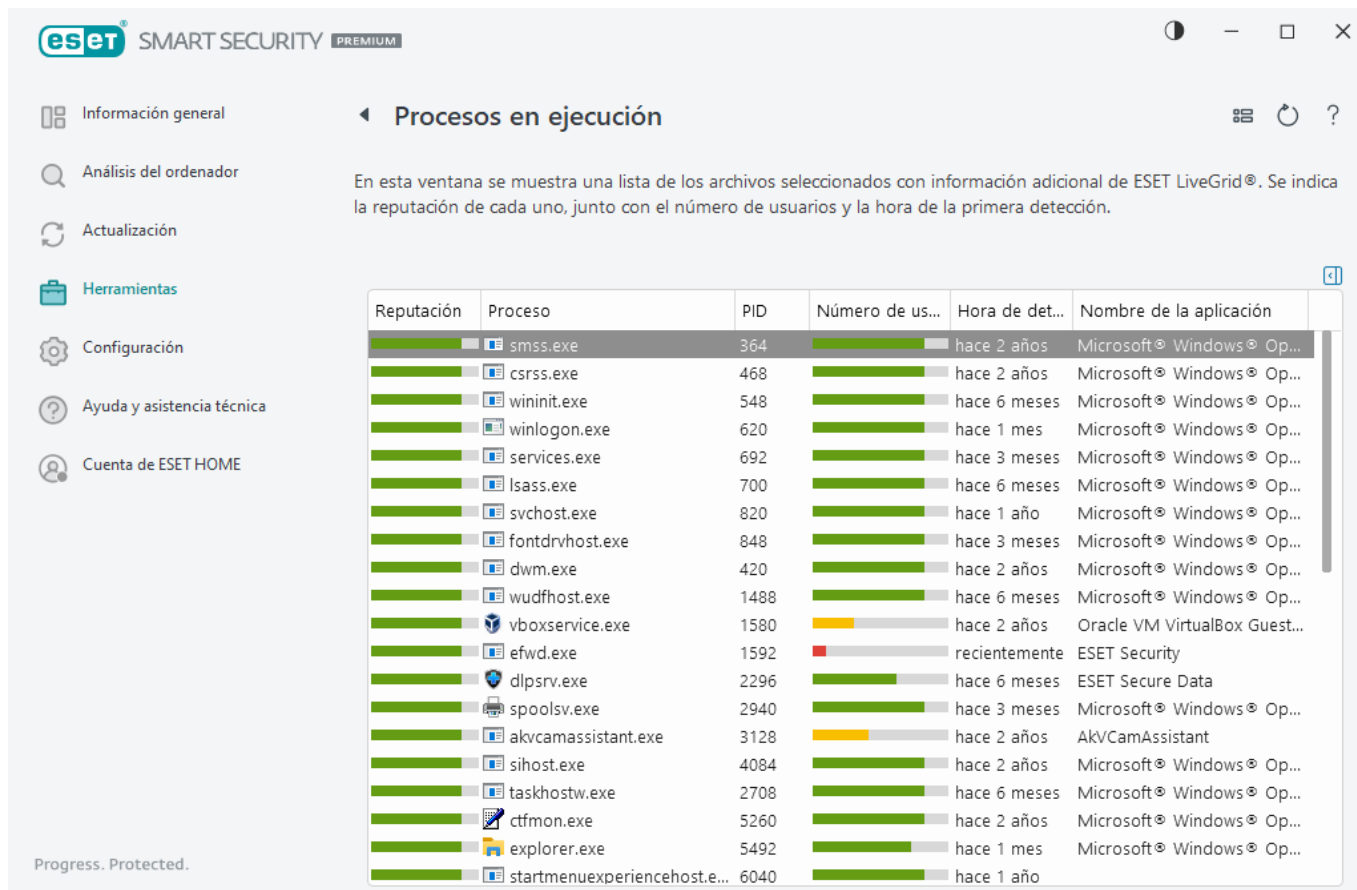 eset® SMART SECURITY PREMIUM
Información general
Análisis del ordenador
Actualización
Herramientas
Configuración
Ayuda y asistencia técnica
Cuenta de ESET HOME
Progress. Protected.
Procesos en ejecución
?
En esta ventana se muestra una lista de los archivos seleccionados con información adicional de ESET LiveGrid®. Se indica
la reputación de cada uno, junto con el número de usuarios y la hora de la primera detección.
Reputación Proceso PID Número de us... Hora de det... Nombre de la aplicación
smss.exe 364 hace 2 años Microsoft® Windows® Op...
csrss.exe 468 hace 2 años Microsoft® Windows® Op...
wininit.exe 548 hace 6 meses Microsoft® Windows® Op...
winlogon.exe 620 hace 1 mes Microsoft® Windows® Op...
services.exe 692 hace 3 meses Microsoft® Windows® Op...
lsass.exe 700 hace 6 meses Microsoft® Windows® Op...
svchost.exe 820 hace 1 año Microsoft® Windows® Op...
fontdrvhost.exe 848 hace 3 meses Microsoft® Windows® Op...
dwm.exe 420 hace 2 años Microsoft® Windows® Op...
wudfhost.exe 1488 hace 6 meses Microsoft® Windows® Op...
vboxservice.exe 1580 hace 2 años Oracle VM VirtualBox Guest...
efwd.exe 1592 recientemente ESET Security
dlpsrv.exe 2296 hace 6 meses ESET Secure Data
spoolsv.exe 2940 hace 3 meses Microsoft® Windows® Op...
akvcamassistant.exe 3128 hace 2 años AkVCamAssistant
sihost.exe 4084 hace 2 años Microsoft® Windows® Op...
taskhostw.exe 2708 hace 6 meses Microsoft® Windows® Op...
ctfmon.exe 5260 hace 2 años Microsoft® Windows® Op...
explorer.exe 5492 hace 1 mes Microsoft® Windows® Op...
startmenuexperiencehost.e... 6040 hace 1 año